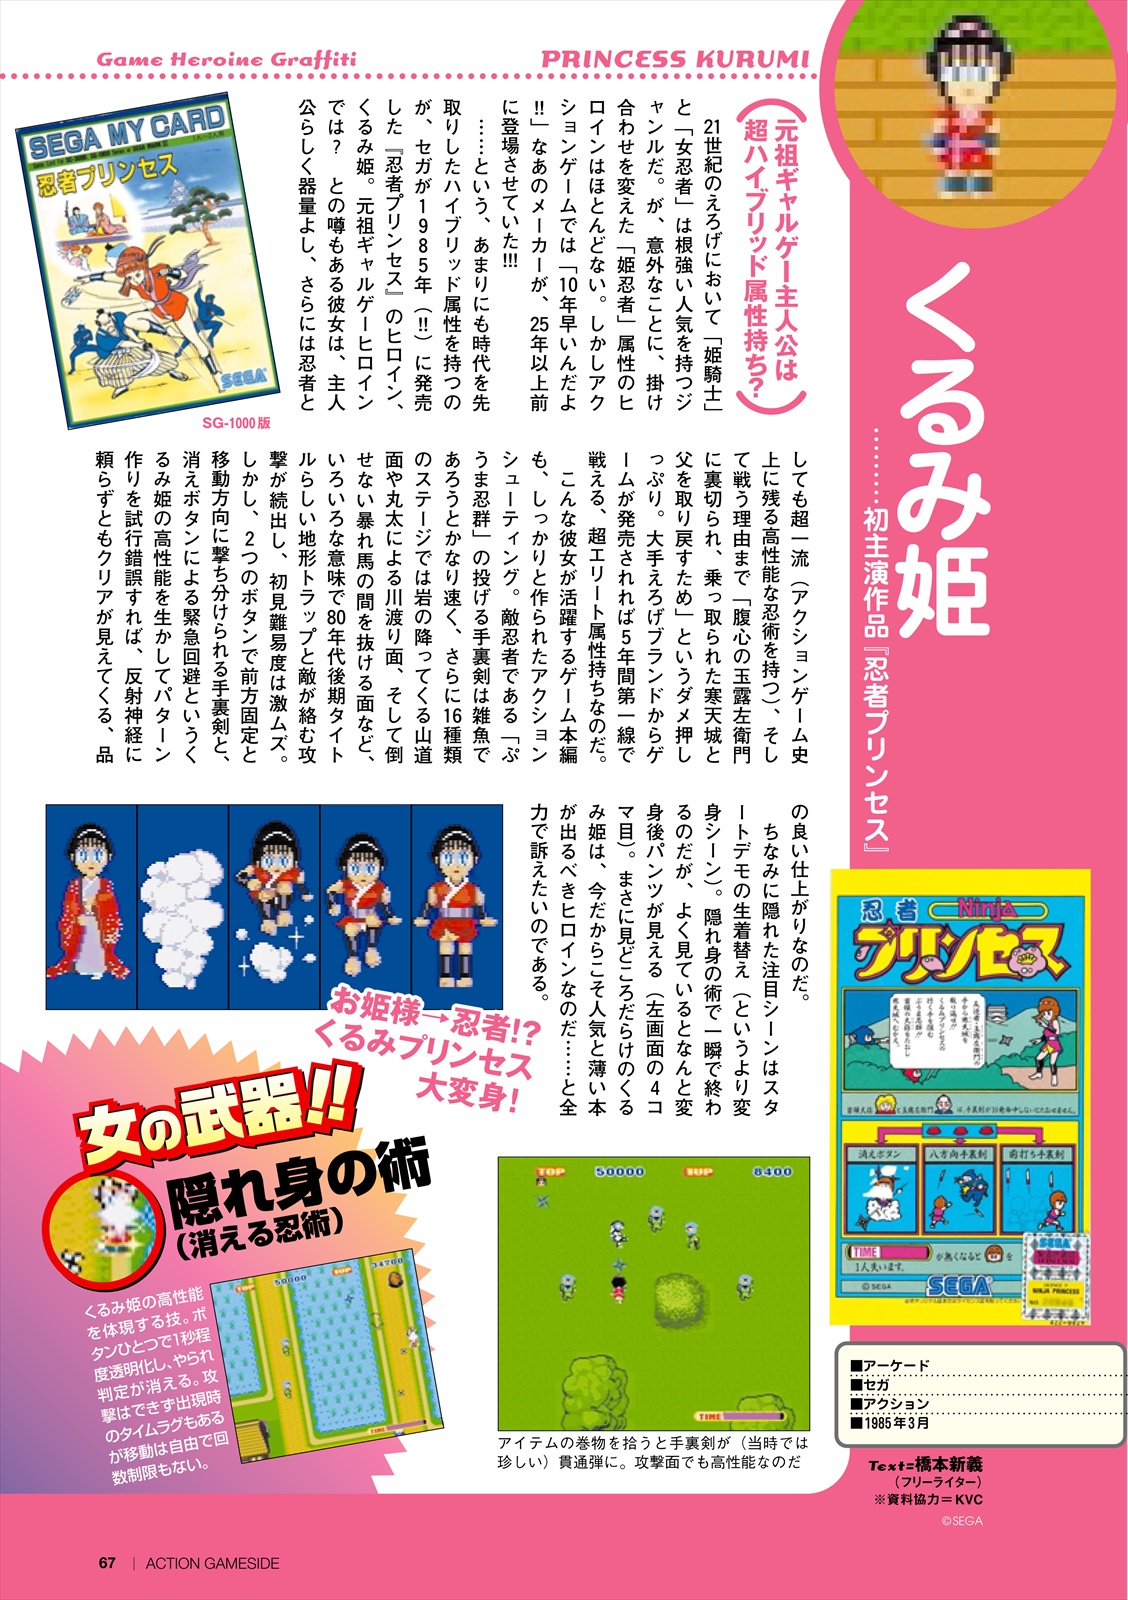 Game Heroine Graffiti
PRINCESS KURUMI
くるみ姫
………初主演作品『忍者プリンセス』
元祖ギャルゲー主人公は
超ハイブリッド属性持ち？
21世紀のえろげにおいて「姫騎士」
と「女忍者」は根強い人気を持つジ
ャンルだ。が、意外なことに、掛け
合わせを変えた「姫忍者」属性のヒ
ロインはほとんどない。しかしアク
ションゲームでは「10年早いんだよ
!!」なあのメーカーが、25年以上前
に登場させていた!!!
……という、あまりにも時代を先
取りしたハイブリッド属性を持つの
が、セガが1985年（!!）に発売
した『忍者プリンセス』のヒロイン、
くるみ姫。元祖ギャルゲーヒロイン
では？ との噂もある彼女は、主人
公らしく器量よし、さらには忍者と
SEGA MY CARD
忍者プリンセス
SEGA
SG-1000版
しても超一流（アクションゲーム史
上に残る高性能な忍術を持つ）、そし
て戦う理由まで「腹心の玉露左衛門
に裏切られ、乗っ取られた寒天城と
父を取り戻すため」というダメ押し
っぷり。大手えろげブランドからゲ
ームが発売されれば5年間第一線で
戦える、超エリート属性持ちなのだ。
こんな彼女が活躍するゲーム本編
も、しっかりと作られたアクション
シューティング。敵忍者である「ぷ
うま忍群」の投げる手裏剣は雑魚で
あろうとかなり速く、さらに16種類
のステージでは岩の降ってくる山道
面や丸太による川渡り面、そして倒
せない暴れ馬の間を抜ける面など、
いろいろな意味で80年代後期タイト
ルらしい地形トラップと敵が絡む攻
撃が続出し、初見難易度は激ムズ。
しかし、2つのボタンで前方固定と
移動方向に撃ち分けられる手裏剣と、
消えボタンによる緊急回避というく
るみ姫の高性能を生かしてパターン
作りを試行錯誤すれば、反射神経に
頼らずともクリアが見えてくる、品
の良い仕上がりなのだ。
ちなみに隠れた注目シーンはスタ
ートデモの生着替え（というより変
身シーン）。隠れ身の術で一瞬で終わ
るのだが、よく見ているとなんと変
身後パンツが見える（左画面の4コ
マ目）。まさに見どころだらけのくる
み姫は、今だからこそ人気と薄い本
が出るべきヒロインなのだ……と全
力で訴えたいのである。
お姫様→忍者!?
くるみプリンセス
大変身！
女の武器!!
隠れ身の術
（消える忍術）
くるみ姫の高性能
を体現する技。ボ
タンひとつで1秒程
度透明化し、やられ
判定が消える。攻
撃はできず出現時
のタイムラグもある
が移動は自由で回
数制限もない。
TOP 50000 1UP 34700
TIME
TOP 50000 1UP 8400
TIME
アイテムの巻物を拾うと手裏剣が（当時では
珍しい）貫通弾に。攻撃面でも高性能なのだ
忍者 Ninja
プリンセス
消えボタン
八方向手裏剣
前打ち手裏剣
TIME が無くなると を
1人失います。
©SEGA
SEGA
SEGA
NINJA PRINCESS
■アーケード
■セガ
■アクション
■1985年3月
Text=橋本新義
（フリーライター）
※資料協力＝KVC
©SEGA
67 | ACTION GAMESIDE